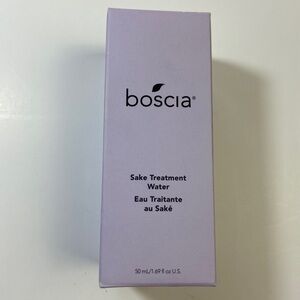 boscia®
Sake Treatment
Water
Eau Traitante
au Saké
50 mL/1.69 fl oz U.S.